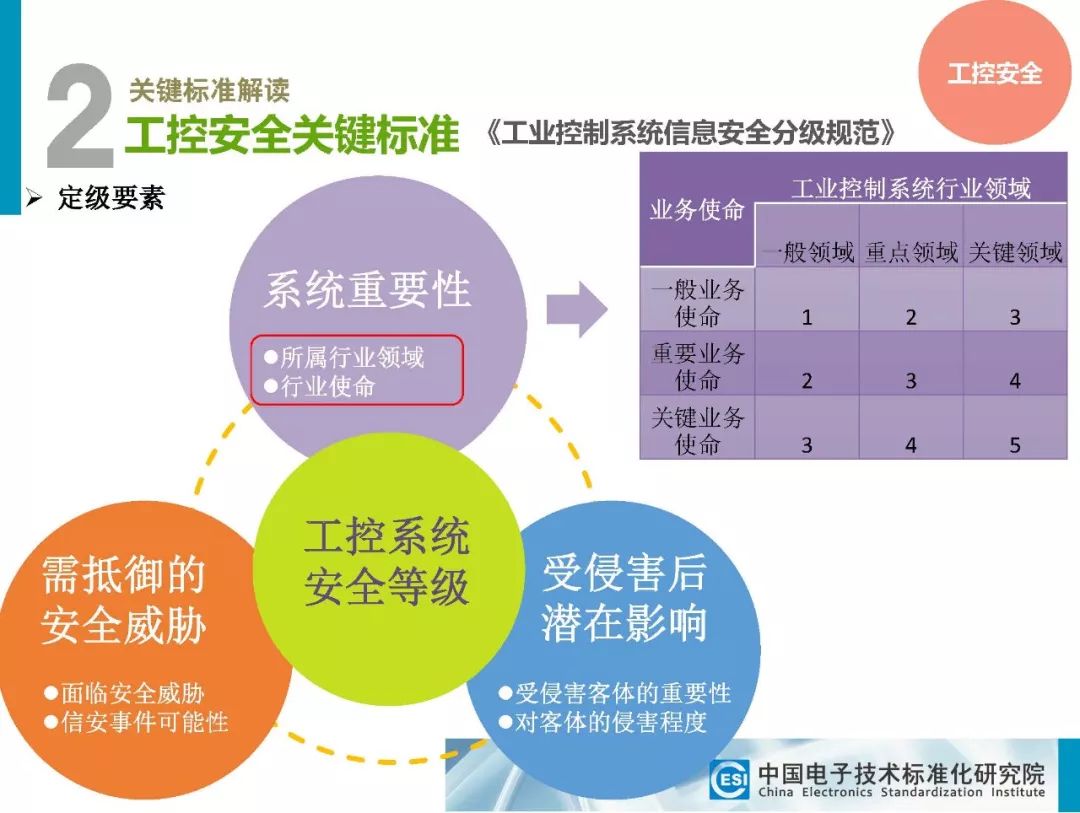 工控安全
2
关键标准解读
工控安全关键标准 《工业控制系统信息安全分级规范》
➢ 定级要素
系统重要性
●所属行业领域
●行业使命
业务使命
工业控制系统行业领域
一般领域 重点领域 关键领域
一般业务
使命 1 2 3
重要业务
使命 2 3 4
关键业务
使命 3 4 5
工控系统
安全等级
需抵御的
安全威胁
●面临安全威胁
●信安事件可能性
受侵害后
潜在影响
●受侵害客体的重要性
●对客体的侵害程度
CESI
中国电子技术标准化研究院
China Electronics Standardization Institute